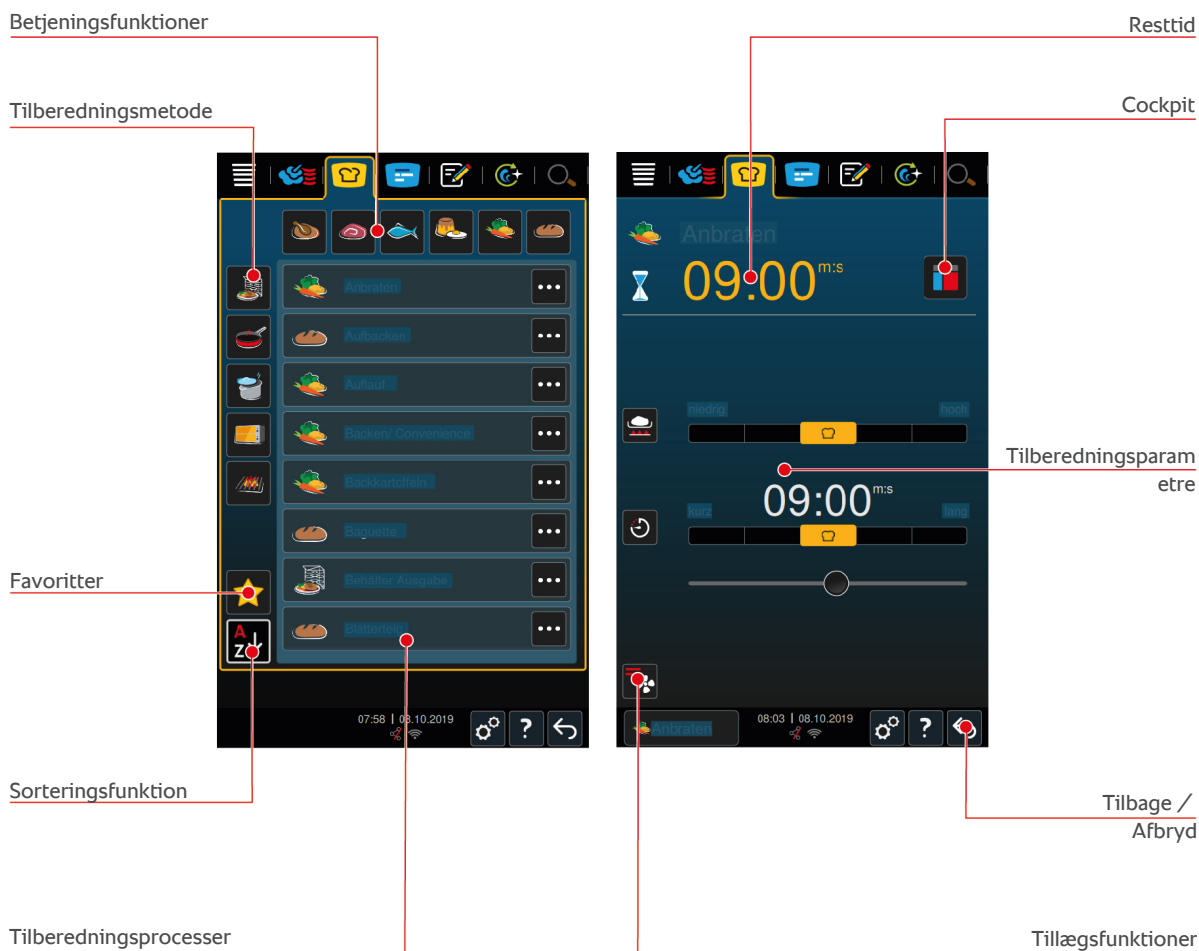 Betjeningsfunktioner
Resttid
Tilberedningsmetode
Cockpit
Anbraten
09:00 m:s
Anbraten
Aufbacken
Auflauf
niedrig
hoch
Backen/ Convenience
Tilberedningsparam
etre
Backkartoffeln
09:00 m:s
kurz
lang
Baguette
Favoritter
Behälter Ausgabe
Blätterteig
A
Z
07:58 | 08.10.2019
?
Anbraten
08:03 | 08.10.2019
?
Sorteringsfunktion
Tilbage /
Afbryd
Tilberedningsprocesser
Tillægsfunktioner